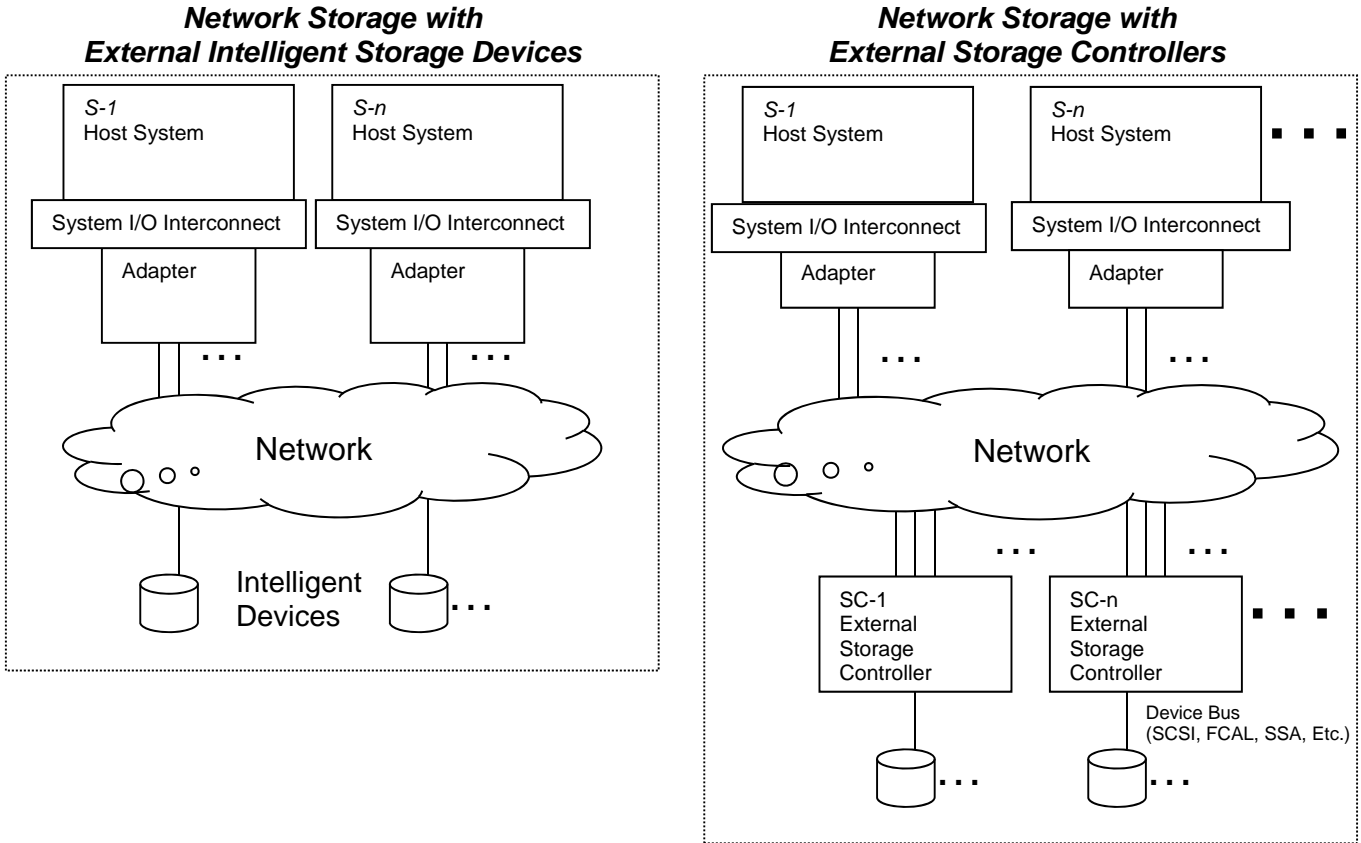 Network Storage with
External Intelligent Storage Devices
S-1
Host System
S-n
Host System
System I/O Interconnect
System I/O Interconnect
Adapter
Adapter
...
...
Network
Intelligent
Devices
...
Network Storage with
External Storage Controllers
S-1
Host System
S-n
Host System
...
System I/O Interconnect
System I/O Interconnect
Adapter
Adapter
...
...
Network
...
...
SC-1
External
Storage
Controller
SC-n
External
Storage
Controller
...
Device Bus
(SCSI, FCAL, SSA, Etc.)
...
...